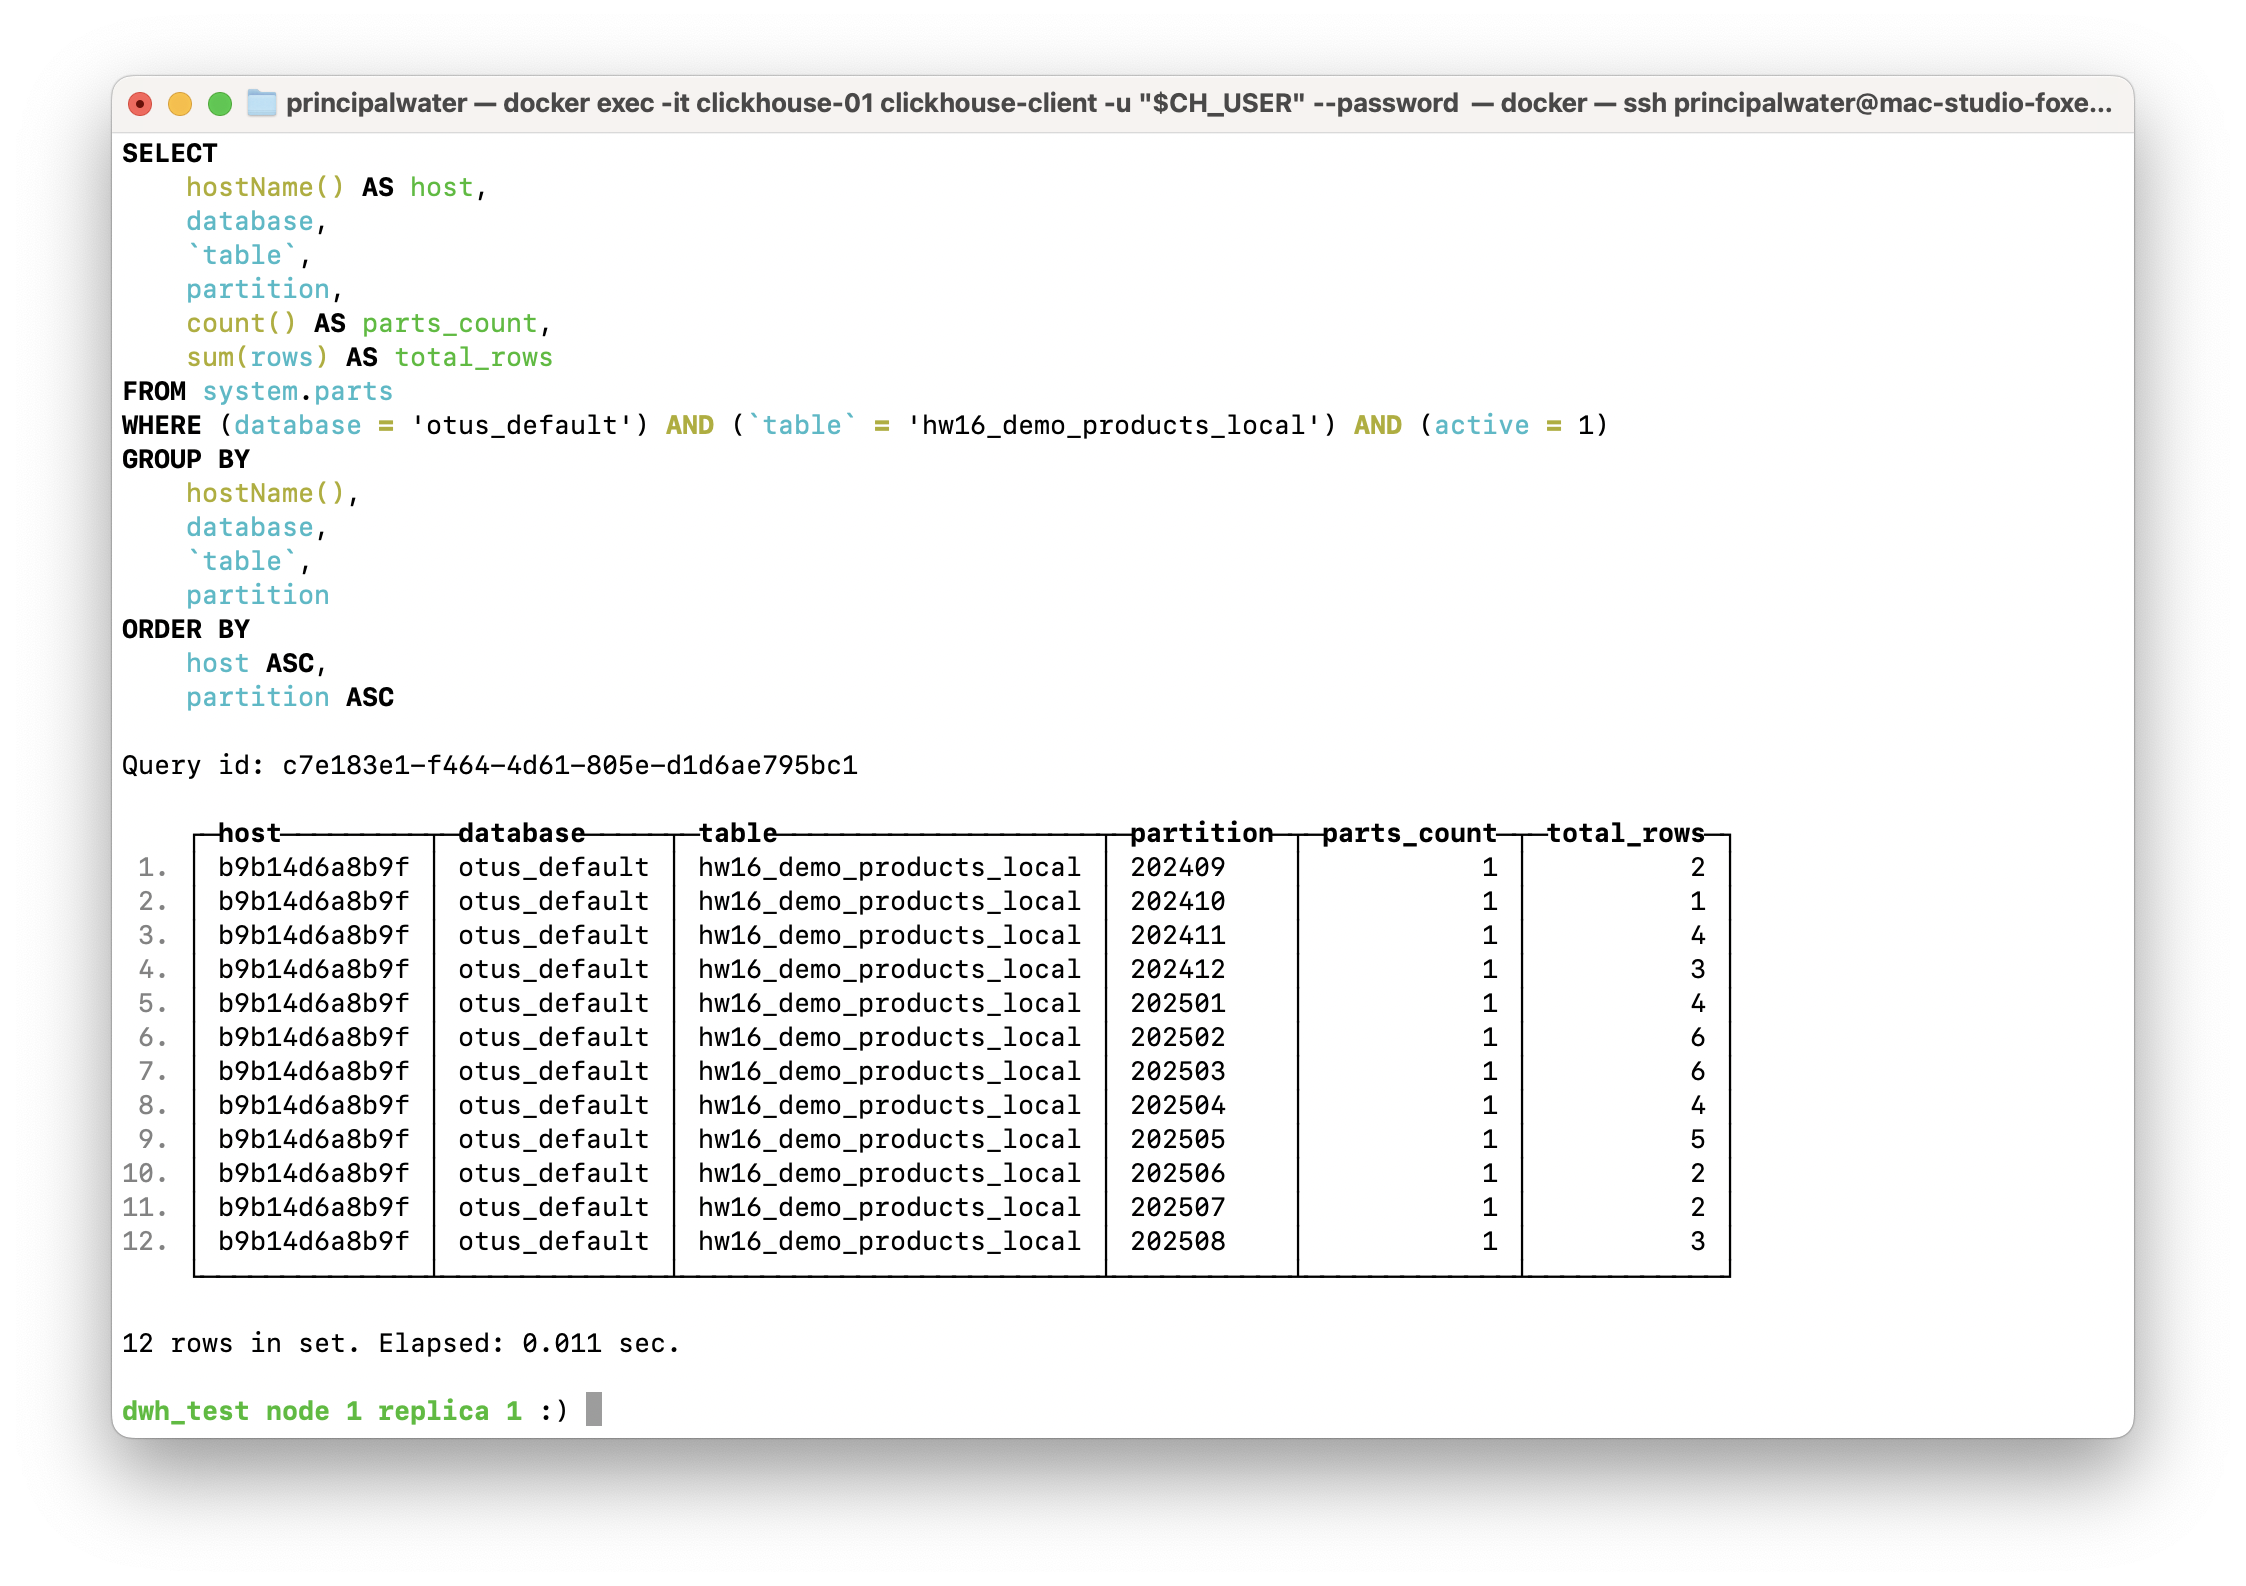 principalwater — docker exec -it clickhouse-01 clickhouse-client -u "$CH_USER" --password — docker — ssh principalwater@mac-studio-foxe...
SELECT
    hostName() AS host,
    database,
    `table`,
    partition,
    count() AS parts_count,
    sum(rows) AS total_rows
FROM system.parts
WHERE (database = 'otus_default') AND (`table` = 'hw16_demo_products_local') AND (active = 1)
GROUP BY
    hostName(),
    database,
    `table`,
    partition
ORDER BY
    host ASC,
    partition ASC
Query id: c7e183e1-f464-4d61-805e-d1d6ae795bc1
host database table partition parts_count total_rows
1. b9b14d6a8b9f otus_default hw16_demo_products_local 202409 1 2
2. b9b14d6a8b9f otus_default hw16_demo_products_local 202410 1 1
3. b9b14d6a8b9f otus_default hw16_demo_products_local 202411 1 4
4. b9b14d6a8b9f otus_default hw16_demo_products_local 202412 1 3
5. b9b14d6a8b9f otus_default hw16_demo_products_local 202501 1 4
6. b9b14d6a8b9f otus_default hw16_demo_products_local 202502 1 6
7. b9b14d6a8b9f otus_default hw16_demo_products_local 202503 1 6
8. b9b14d6a8b9f otus_default hw16_demo_products_local 202504 1 4
9. b9b14d6a8b9f otus_default hw16_demo_products_local 202505 1 5
10. b9b14d6a8b9f otus_default hw16_demo_products_local 202506 1 2
11. b9b14d6a8b9f otus_default hw16_demo_products_local 202507 1 2
12. b9b14d6a8b9f otus_default hw16_demo_products_local 202508 1 3
12 rows in set. Elapsed: 0.011 sec.
dwh_test node 1 replica 1 :)